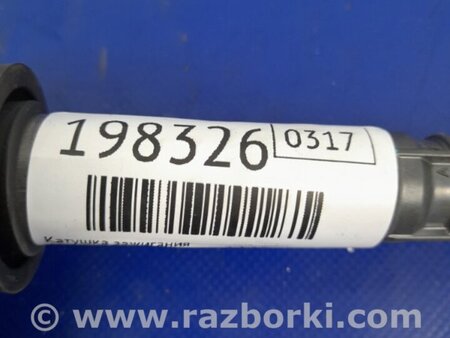 198326 0317
Катушка зажигания
© www.razborki.com